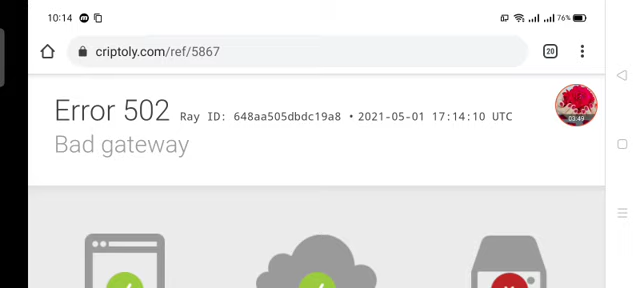 10:14 76%
criptoly.com/ref/5867 20
Error 502 Ray ID: 648aa505dbdc19a8 • 2021-05-01 17:14:10 UTC
03:49
Bad gateway